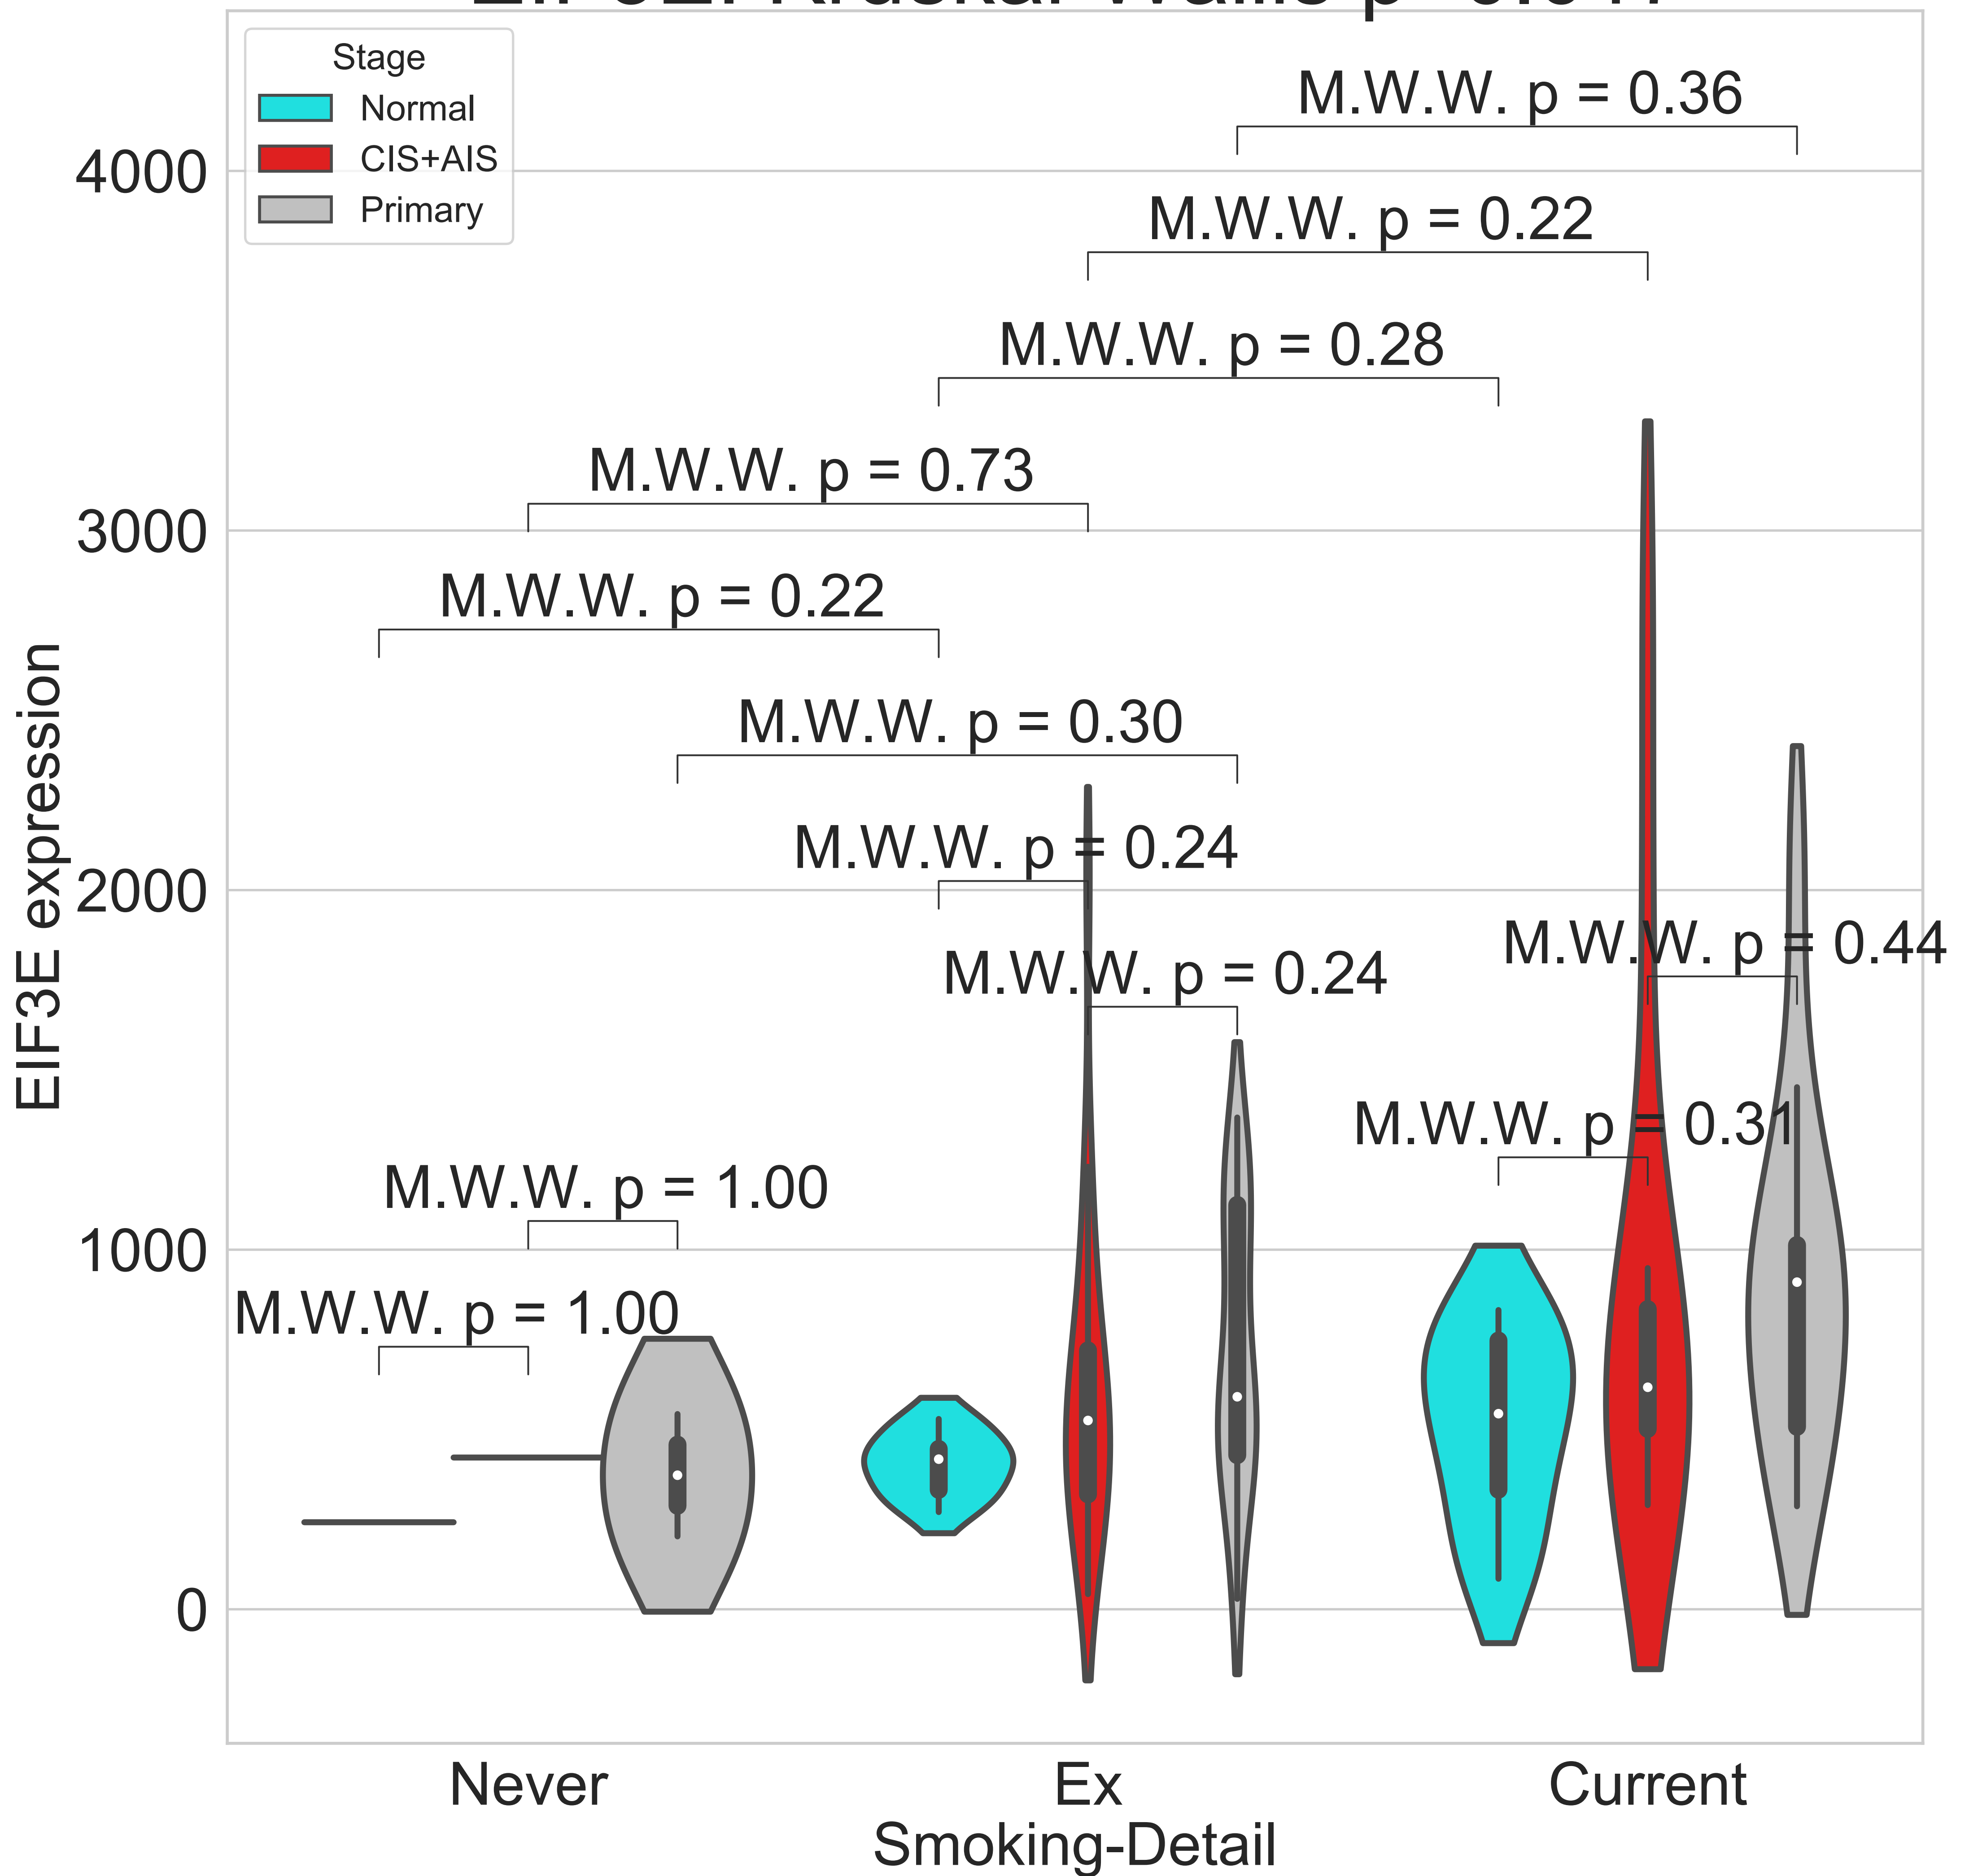 Stage
Normal
CIS+AIS
Primary
M.W.W. p = 0.36
4000
M.W.W. p = 0.22
M.W.W. p = 0.28
M.W.W. p = 0.73
3000
M.W.W. p = 0.22
M.W.W. p = 0.30
M.W.W. p = 0.24
2000
M.W.W. p = 0.44
M.W.W. p = 0.24
M.W.W. p = 0.31
M.W.W. p = 1.00
1000
M.W.W. p = 1.00
0
EIF3E expression
Never
Ex
Current
Smoking-Detail